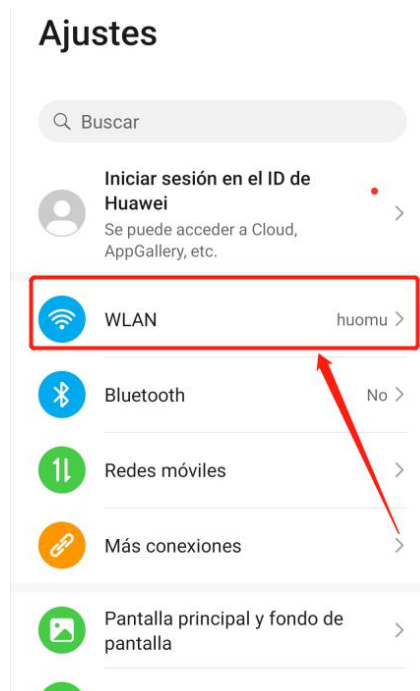 Ajustes
Buscar
Iniciar sesión en el ID de
Huawei
Se puede acceder a Cloud,
AppGallery, etc.
WLAN huomu
Bluetooth No
Redes móviles
Más conexiones
Pantalla principal y fondo de
pantalla